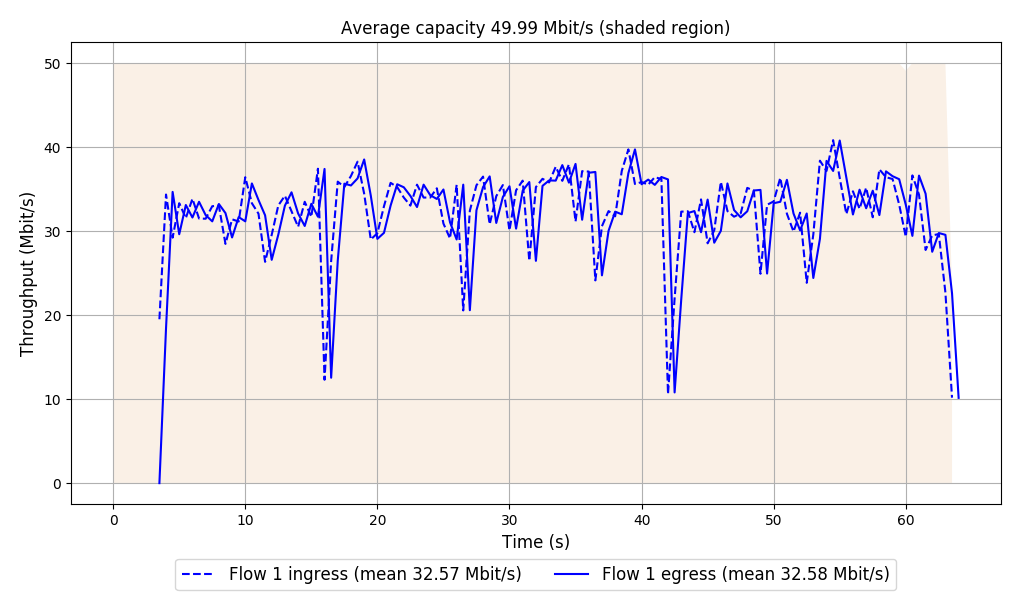 Average capacity 49.99 Mbit/s (shaded region)
50
40
30
20
10
0
Throughput (Mbit/s)
0 10 20 30 40 50 60
Time (s)
Flow 1 ingress (mean 32.57 Mbit/s) Flow 1 egress (mean 32.58 Mbit/s)